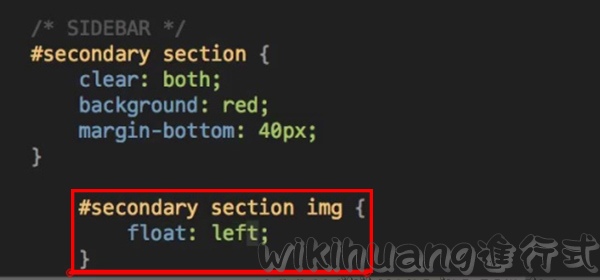 /* SIDEBAR */
#secondary section {
clear: both;
background: red;
margin-bottom: 40px;
}
#secondary section img {
float: left;
}
wikihuang進行式